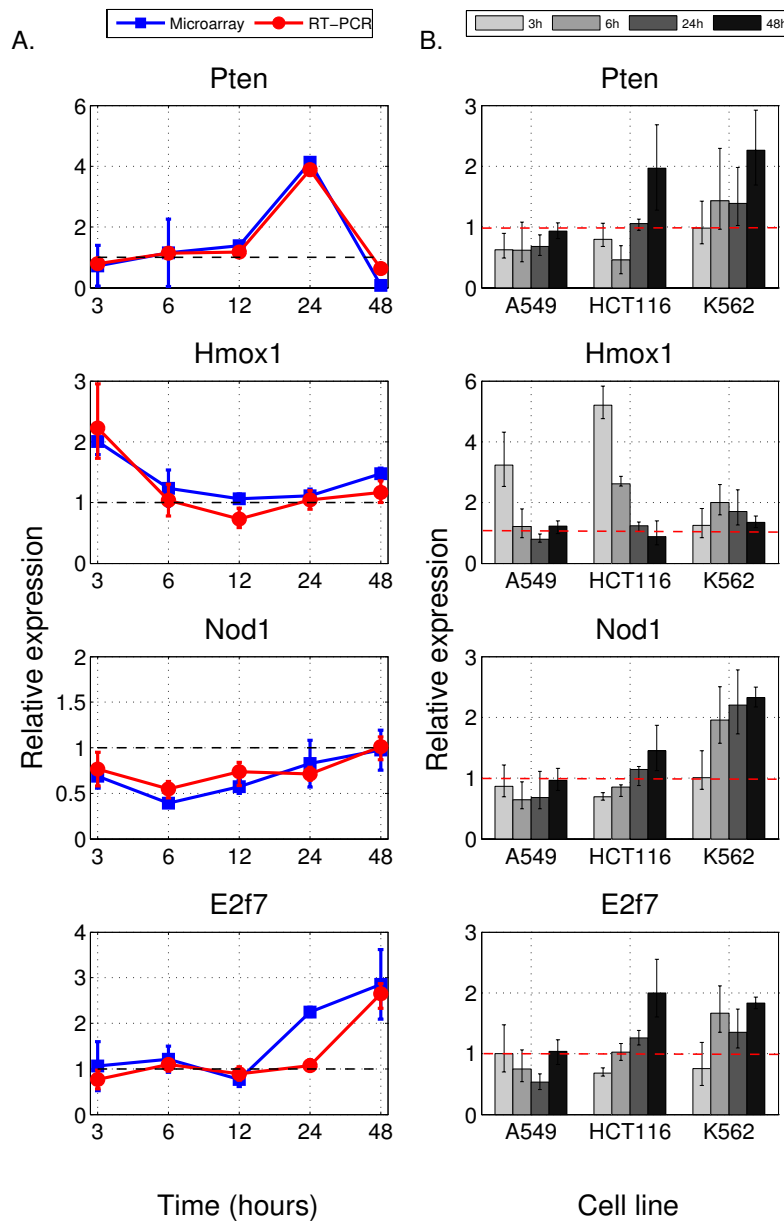 Microarray RT-PCR
3h 6h 24h 48h
A. B.
Pten
6
4
2
0
3 6 12 24 48
Pten
3
2
1
0
A549 HCT116 K562
Hmox1
3
2
1
0
3 6 12 24 48
Hmox1
6
4
2
0
A549 HCT116 K562
Relative expression
Relative expression
Nod1
2
1.5
1
0.5
0
3 6 12 24 48
Nod1
3
2
1
0
A549 HCT116 K562
E2f7
4
3
2
1
0
3 6 12 24 48
E2f7
3
2
1
0
A549 HCT116 K562
Time (hours)
Cell line